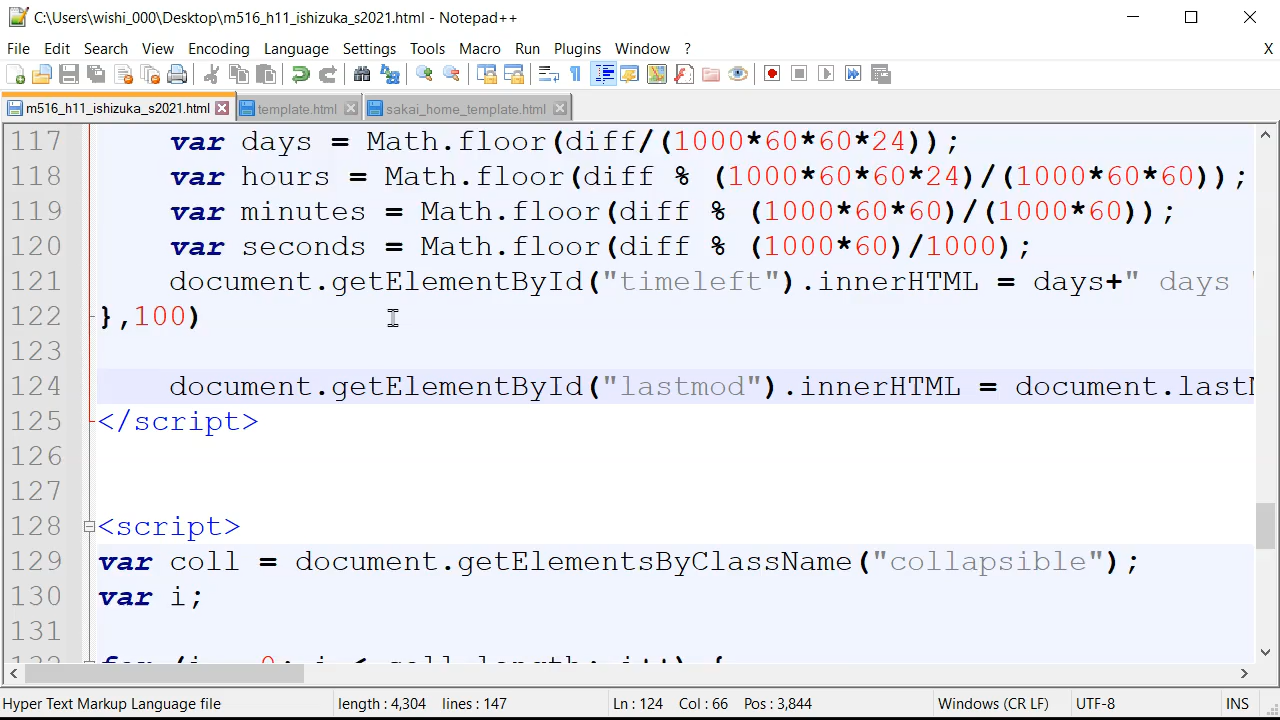 C:\Users\wishi_000\Desktop\m516_h11_ishizuka_s2021.html - Notepad++
File Edit Search View Encoding Language Settings Tools Macro Run Plugins Window ? X
m516_h11_ishizuka_s2021.html template.html sakai_home_template.html
117 var days = Math.floor(diff/(1000*60*60*24));
118 var hours = Math.floor(diff % (1000*60*60*24)/(1000*60*60));
119 var minutes = Math.floor(diff % (1000*60*60)/(1000*60));
120 var seconds = Math.floor(diff % (1000*60)/1000);
121 document.getElementById("timeleft").innerHTML = days+" days "
122 },100)
123
124 document.getElementById("lastmod").innerHTML = document.last
125 </script>
126
127
128 <script>
129 var coll = document.getElementsByClassName("collapsible");
130 var i;
131
132 for (i = 0; i < coll.length; i++) {
Hyper Text Markup Language file length : 4,304 lines : 147 Ln : 124 Col : 66 Pos : 3,844 Windows (CR LF) UTF-8 INS